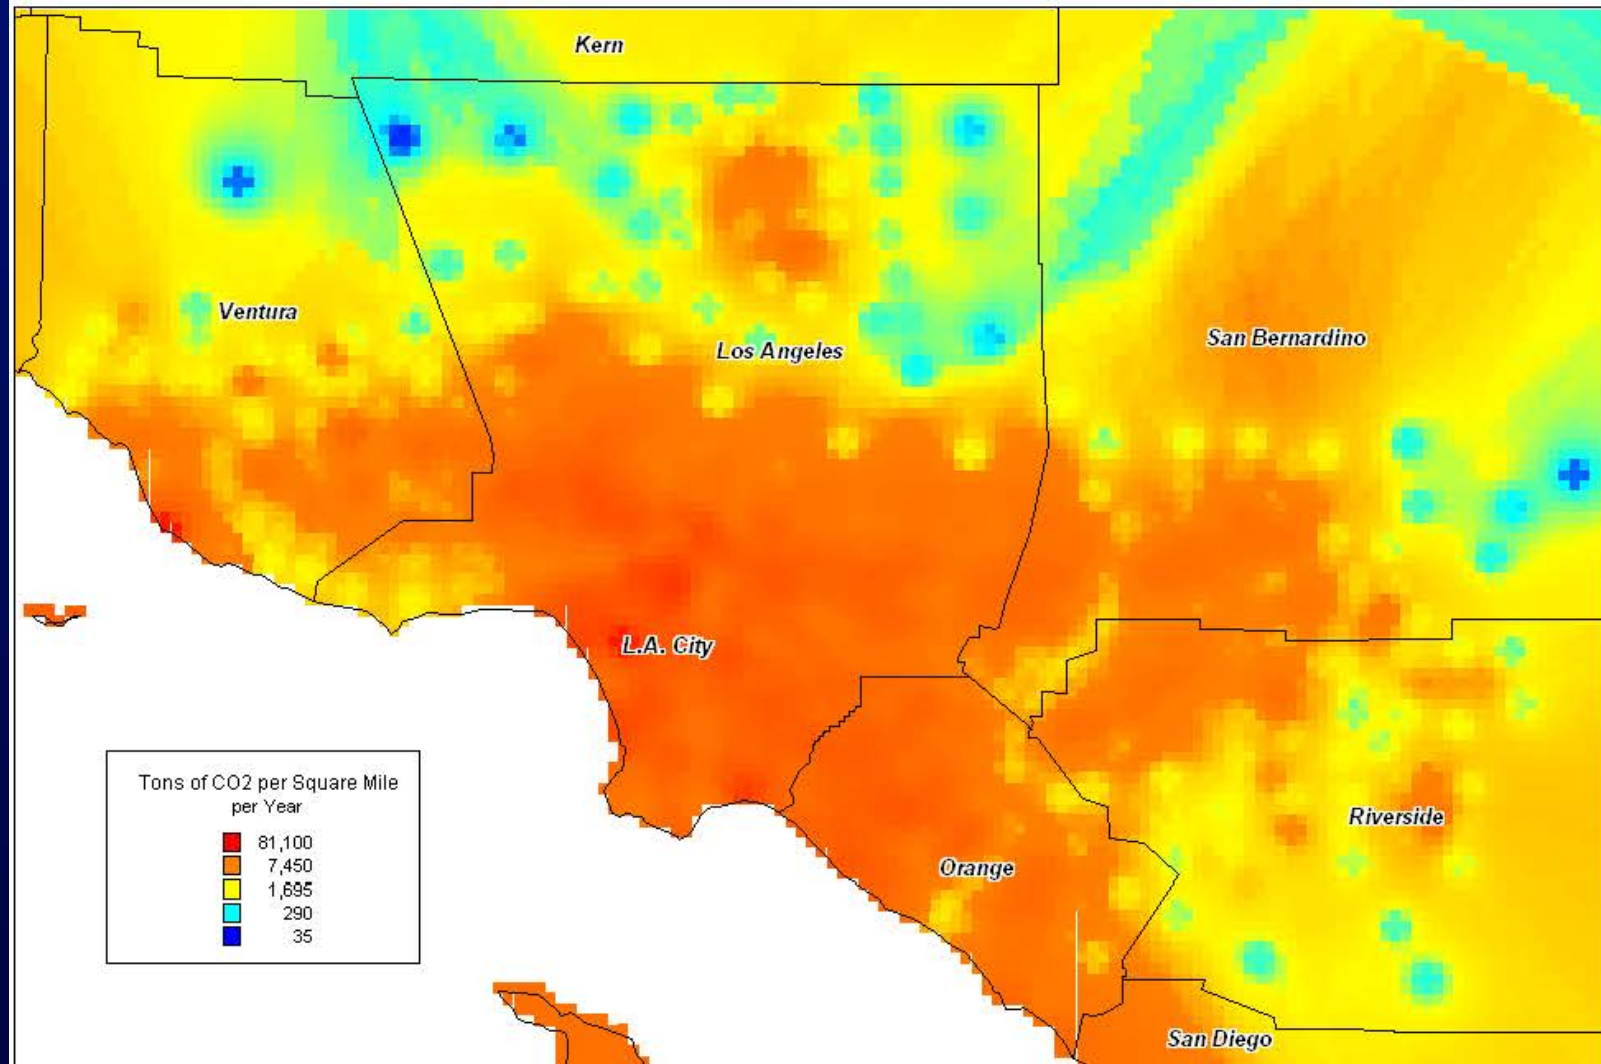 Kern
Ventura
Los Angeles
San Bernardino
L.A. City
Tons of CO2 per Square Mile
per Year
81,100
7,450
1,695
290
35
Riverside
Orange
San Diego